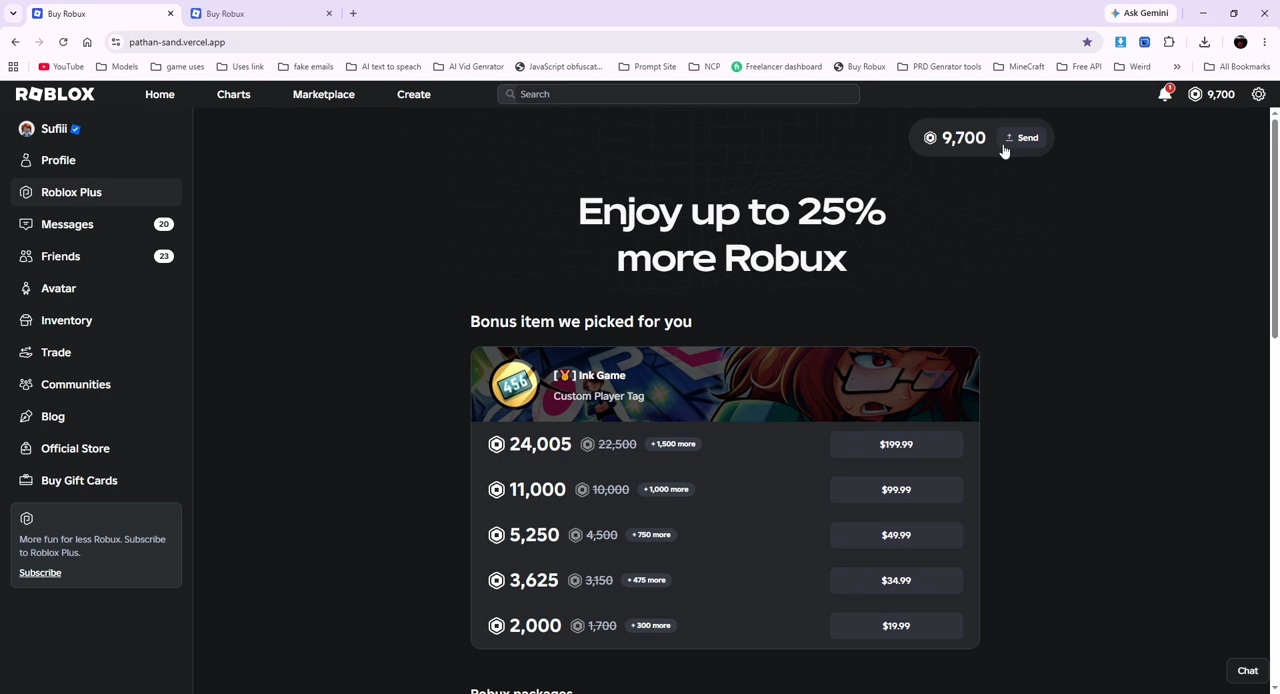 Buy Robux
Buy Robux
Ask Gemini
pathan-sand.vercel.app
YouTube
Models
game uses
Uses link
fake emails
AI text to speach
AI Vid Genrator
JavaScript obfuscat...
Prompt Site
NCP
Freelancer dashboard
Buy Robux
PRD Genrator tools
MineCraft
Free API
Weird
All Bookmarks
ROBLOX
Home
Charts
Marketplace
Create
Search
1
9,700
Sufiii
Profile
Roblox Plus
Messages 20
Friends 23
Avatar
Inventory
Trade
Communities
Blog
Official Store
Buy Gift Cards
More fun for less Robux. Subscribe
to Roblox Plus.
Subscribe
9,700 Send
Enjoy up to 25%
more Robux
Bonus item we picked for you
456
[🏅] Ink Game
Custom Player Tag
24,005 22,500 +1,500 more $199.99
11,000 10,000 +1,000 more $99.99
5,250 4,500 +750 more $49.99
3,625 3,150 +475 more $34.99
2,000 1,700 +300 more $19.99
Robux packages
Chat